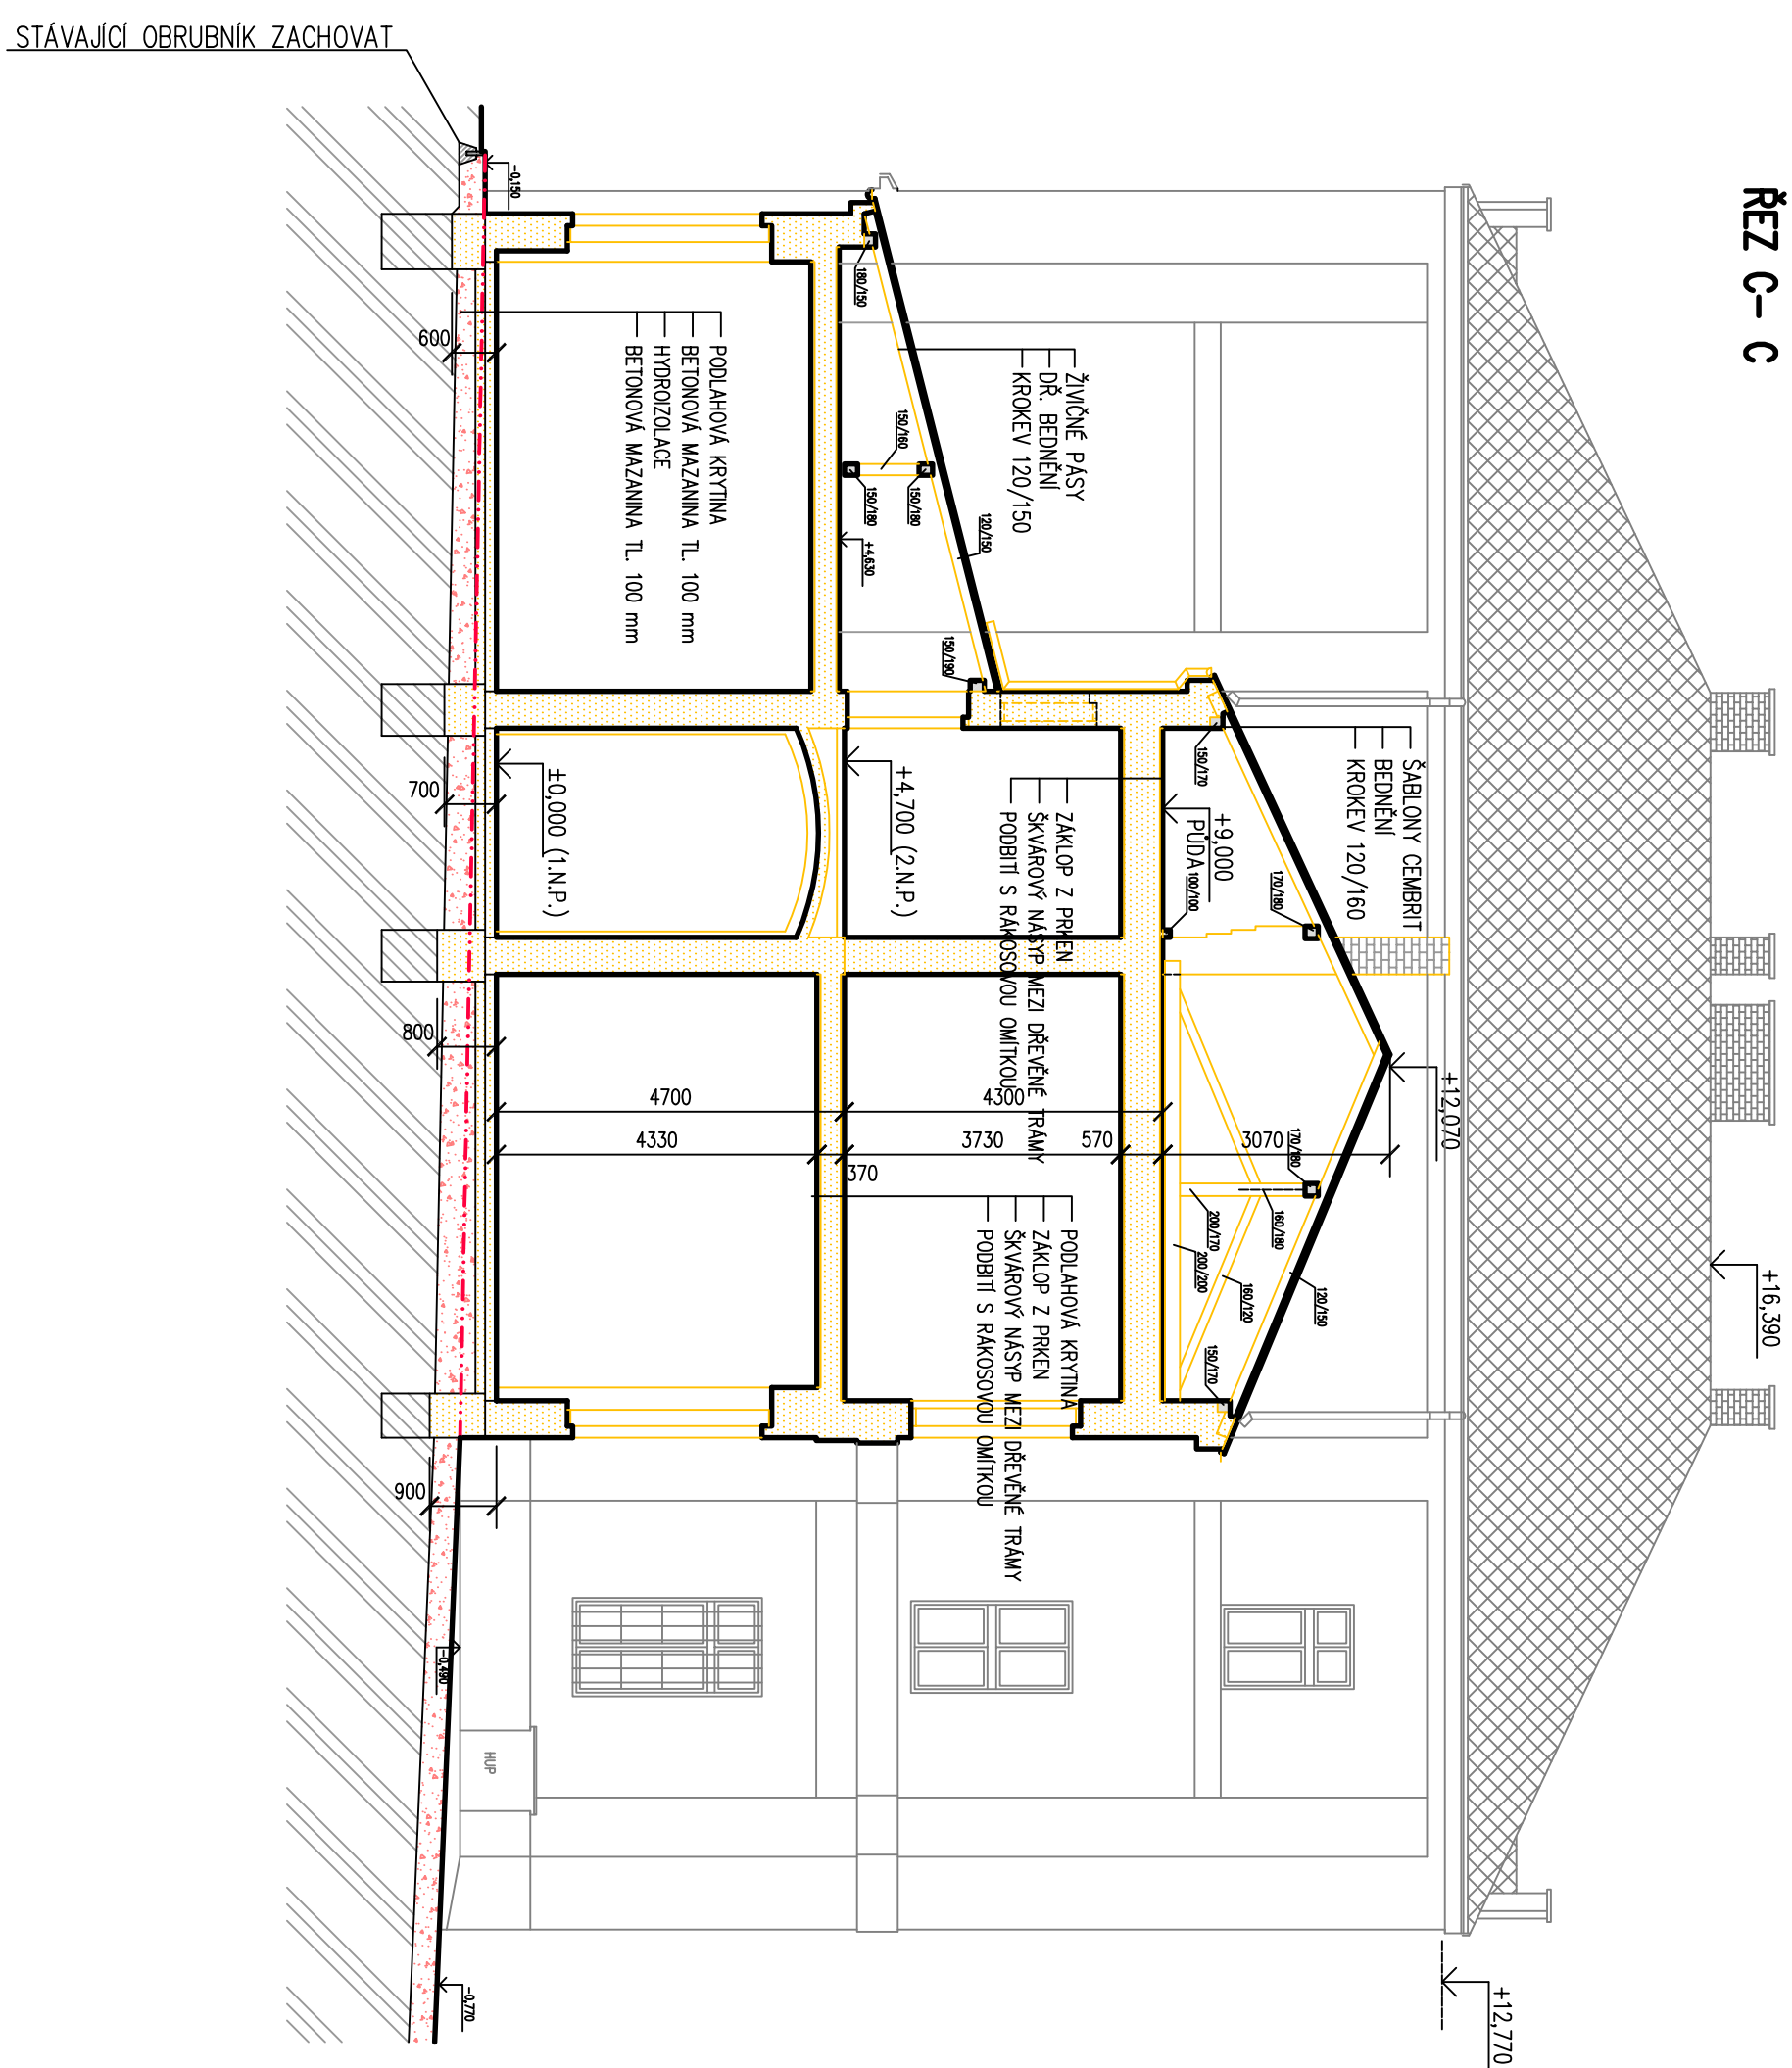 ŘEZ C- C
STÁVAJÍCÍ OBRUBNÍK ZACHOVAT
+16,390
+12,770
+12,070
ŠABLONY CEMBRIT
BEDNĚNÍ
KROKEV 120/160
ŽIVIČNÉ PÁSY
DŘ. BEDNĚNÍ
KROKEV 120/150
+9,000
PŮDA
100/100
170/180
170/180
160/180
120/150
200/170
200/200
160/120
150/170
150/170
ZÁKLOP Z PRKEN
ŠKVÁROVÝ NÁSYP MEZI DŘEVĚNÉ TRÁMY
PODBITÍ S RÁKOSOVOU OMÍTKOU
120/150
150/190
150/160
150/180
150/180
180/150
+4,630
+4,700 (2.N.P.)
4700
4300
4330
370
3730
570
3070
PODLAHOVÁ KRYTINA
ZÁKLOP Z PRKEN
ŠKVÁROVÝ NÁSYP MEZI DŘEVĚNÉ TRÁMY
PODBITÍ S RÁKOSOVOU OMÍTKOU
PODLAHOVÁ KRYTINA
BETONOVÁ MAZANINA TL. 100 mm
HYDROIZOLACE
BETONOVÁ MAZANINA TL. 100 mm
±0,000 (1.N.P.)
-0,150
600
700
800
900
-0,490
HUP
-0,770